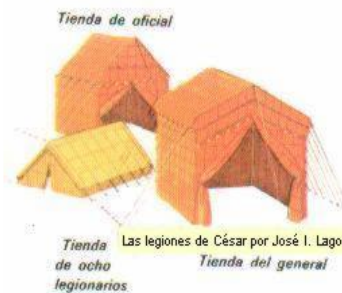 Tienda de oficial
Las legiones de César por José I. Lago
Tienda
de ocho
legionarios
Tienda del general